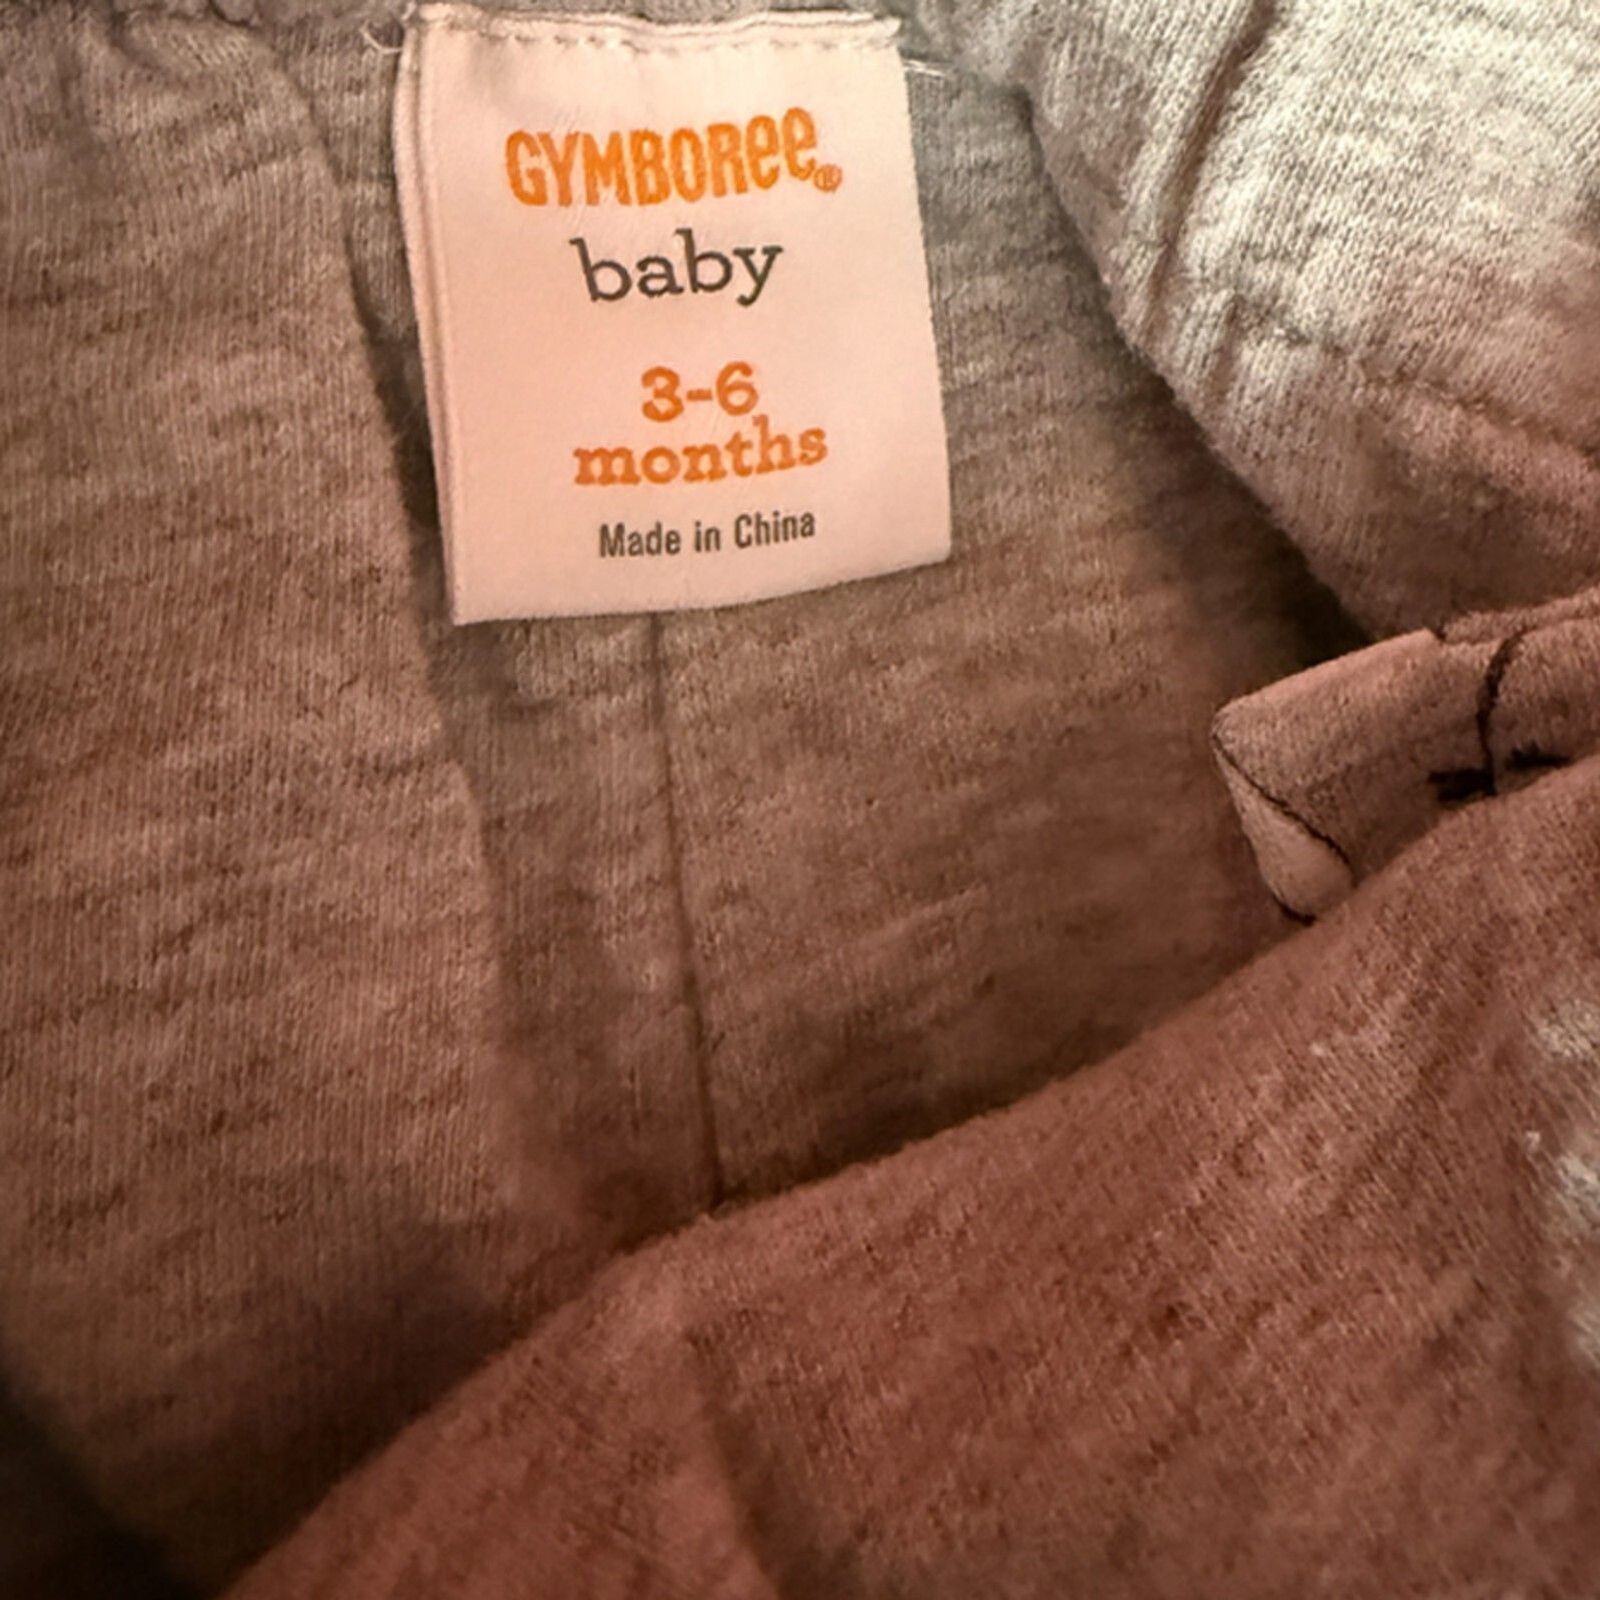 GYMBOREE®
baby
3-6
months
Made in China